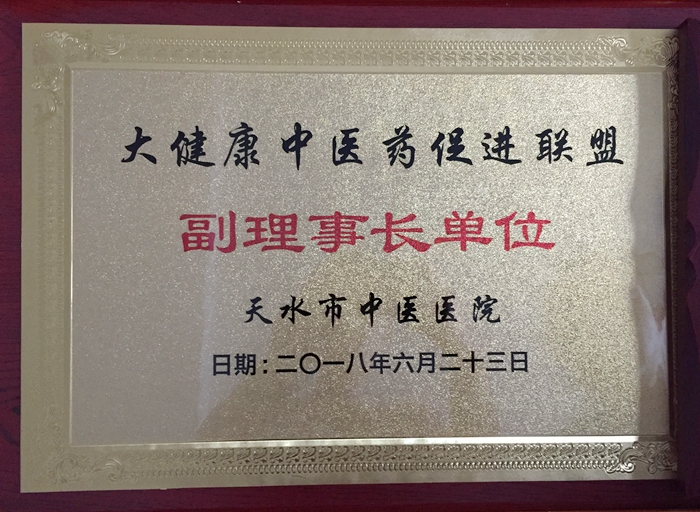 大健康中医药促进联盟
副理事长单位
天水市中医医院
日期：二〇一八年六月二十三日